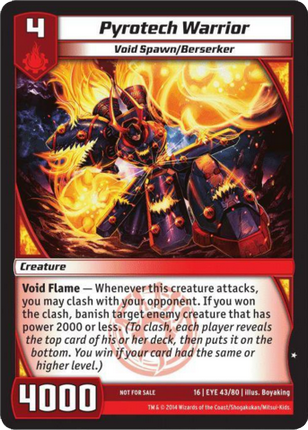 4
Pyrotech Warrior
Void Spawn/Berserker
Creature
Void Flame — Whenever this creature attacks,
you may clash with your opponent. If you won
the clash, banish target enemy creature that has
power 2000 or less. (To clash, each player reveals
the top card of his or her deck, then puts it on the
bottom. You win if your card had the same or
higher level.)
4000
NOT FOR SALE
16 | EYE 43/80 | illus. Boyaking
TM & © 2014 Wizards of the Coast/Shogakukan/Mitsui-Kids